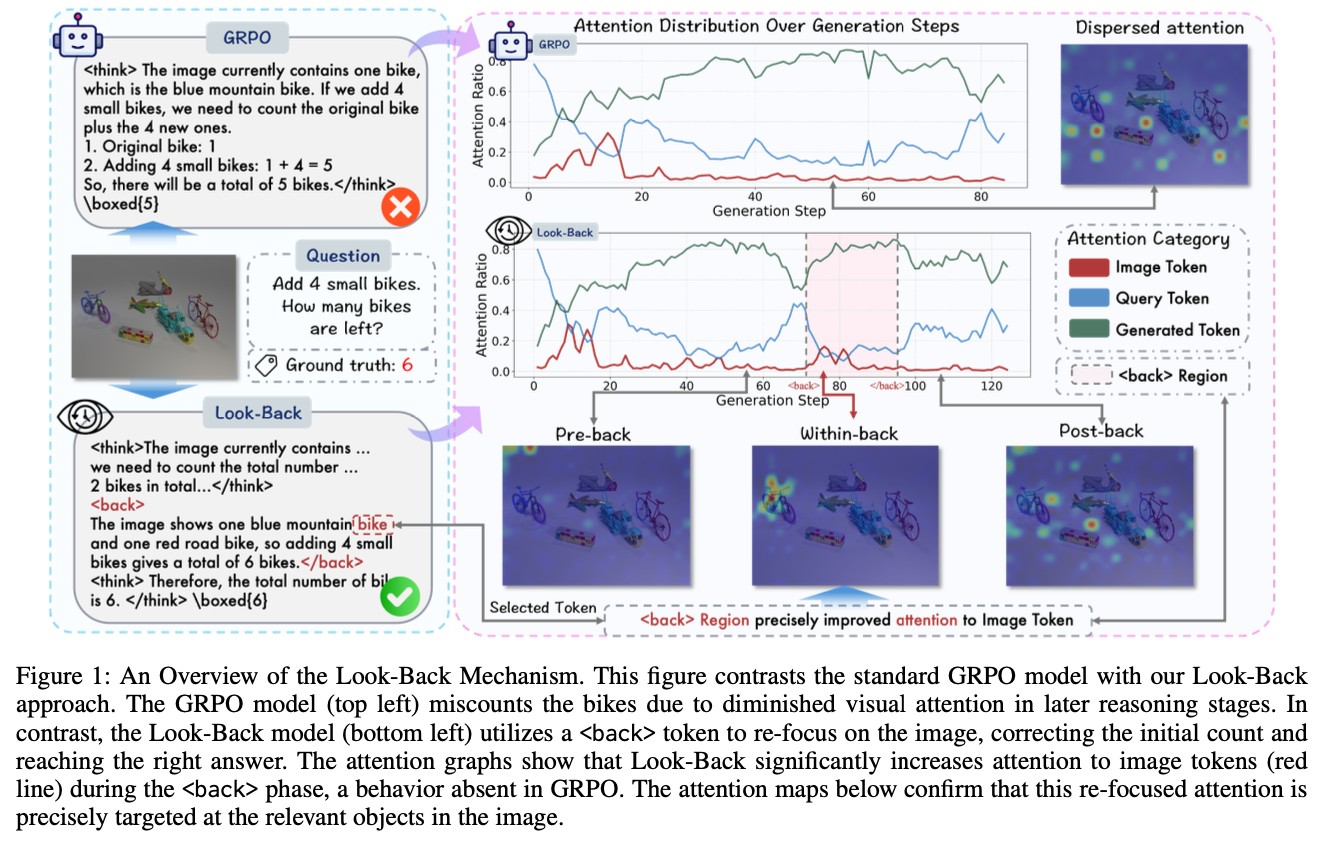 GRPO
<think> The image currently contains one bike,
which is the blue mountain bike. If we add 4
small bikes, we need to count the original bike
plus the 4 new ones.
1. Original bike: 1
2. Adding 4 small bikes: 1 + 4 = 5
So, there will be a total of 5 bikes.</think>
\boxed{5}
Question
Add 4 small bikes.
How many bikes
are left?
Ground truth: 6
Look-Back
<think>The image currently contains ...
we need to count the total number ...
2 bikes in total...</think>
<back>
The image shows one blue mountain bike
and one red road bike, so adding 4 small
bikes gives a total of 6 bikes.</back>
<think> Therefore, the total number of bi
is 6. </think> \boxed{6}
Attention Distribution Over Generation Steps
GRPO
Attention Ratio
0.8
0.6
0.4
0.2
0.0
0 20 40 60 80
Generation Step
Dispersed attention
Look-Back
Attention Ratio
0.8
0.6
0.4
0.2
0.0
0 20 40 60 80 100 120
<back> </back>
Generation Step
Attention Category
Image Token
Query Token
Generated Token
<back> Region
Pre-back
Within-back
Post-back
Selected Token
<back> Region precisely improved attention to Image Token
Figure 1: An Overview of the Look-Back Mechanism. This figure contrasts the standard GRPO model with our Look-Back
approach. The GRPO model (top left) miscounts the bikes due to diminished visual attention in later reasoning stages. In
contrast, the Look-Back model (bottom left) utilizes a <back> token to re-focus on the image, correcting the initial count and
reaching the right answer. The attention graphs show that Look-Back significantly increases attention to image tokens (red
line) during the <back> phase, a behavior absent in GRPO. The attention maps below confirm that this re-focused attention is
precisely targeted at the relevant objects in the image.